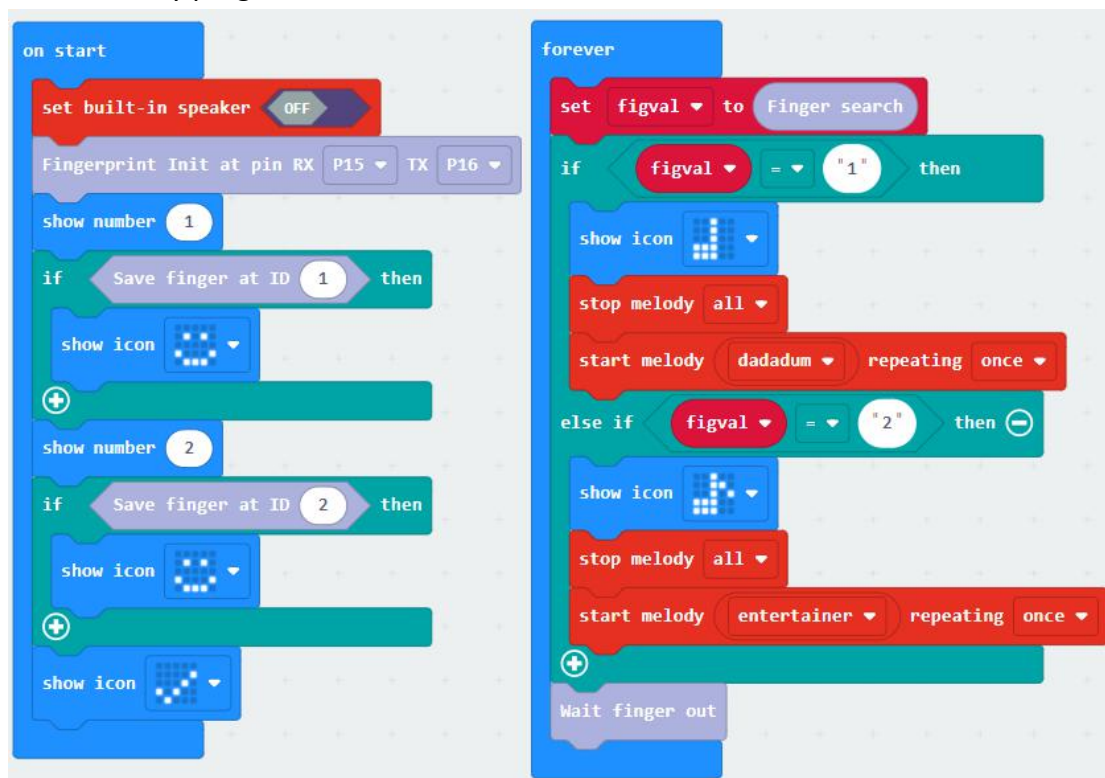 on start
set built-in speaker OFF
Fingerprint Init at pin RX P15 TX P16
show number 1
if Save finger at ID 1 then
show icon
show number 2
if Save finger at ID 2 then
show icon
show icon
forever
set figval to Finger search
if figval = "1" then
show icon
stop melody all
start melody dadadum repeating once
else if figval = "2" then
show icon
stop melody all
start melody entertainer repeating once
Wait finger out